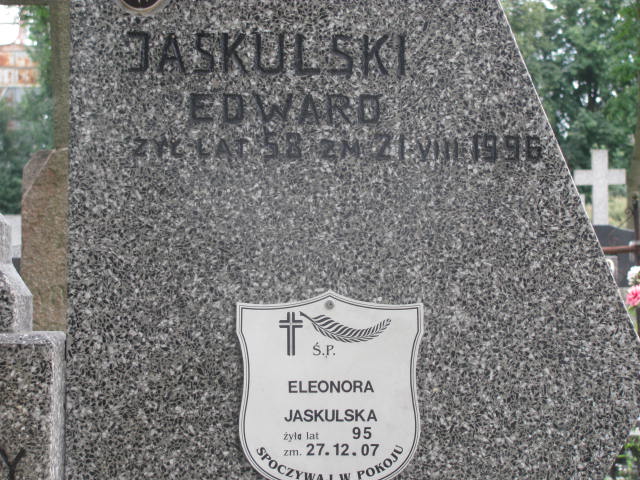 JASKULSKI
EDWARD
ŻYŁ LAT 58 ZM 21 VIII 1996
Ś.P.
ELEONORA
JASKULSKA
żyła lat 95
zm. 27.12.07
SPOCZYWAJ W POKOJU